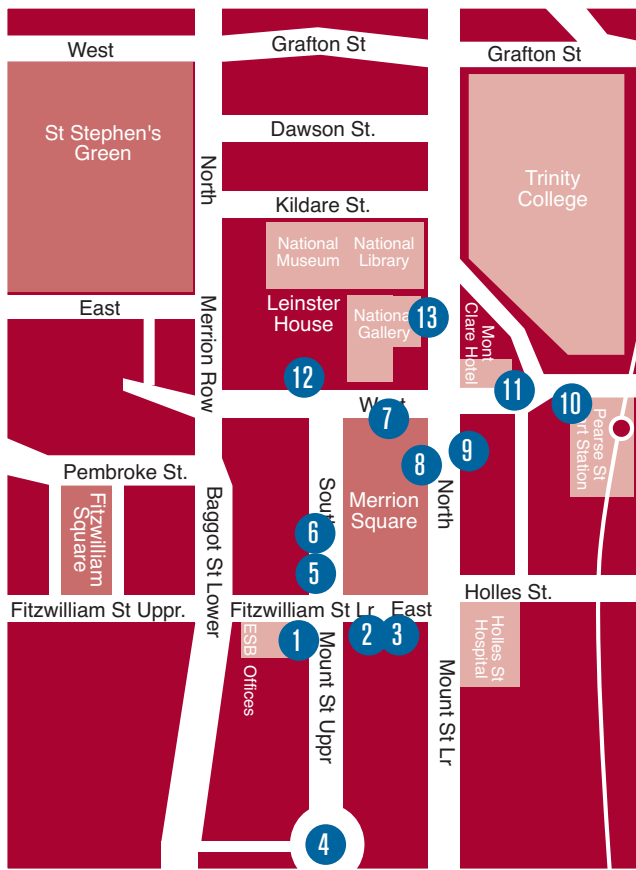 West
Grafton St
Grafton St
St Stephen's
Green
North
Dawson St.
Trinity
College
Kildare St.
National
Museum
National
Library
East
Merrion Row
Leinster
House
National
Gallery
13
Mont
Clare Hotel
12
11
10
West
7
Pearse St
9
8
Pembroke St.
Fitzwilliam
Square
Baggot St Lower
South
6
5
Merrion
Square
North
Holles St.
Fitzwilliam St Uppr.
Fitzwilliam St Lr
East
1
2
3
ESB Offices
Mount St Uppr
Mount St Lr
Holles St
Hospital
4
Station